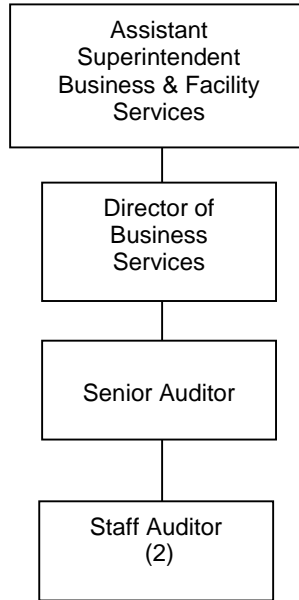 Assistant
Superintendent
Business & Facility
Services
Director of
Business
Services
Senior Auditor
Staff Auditor
(2)